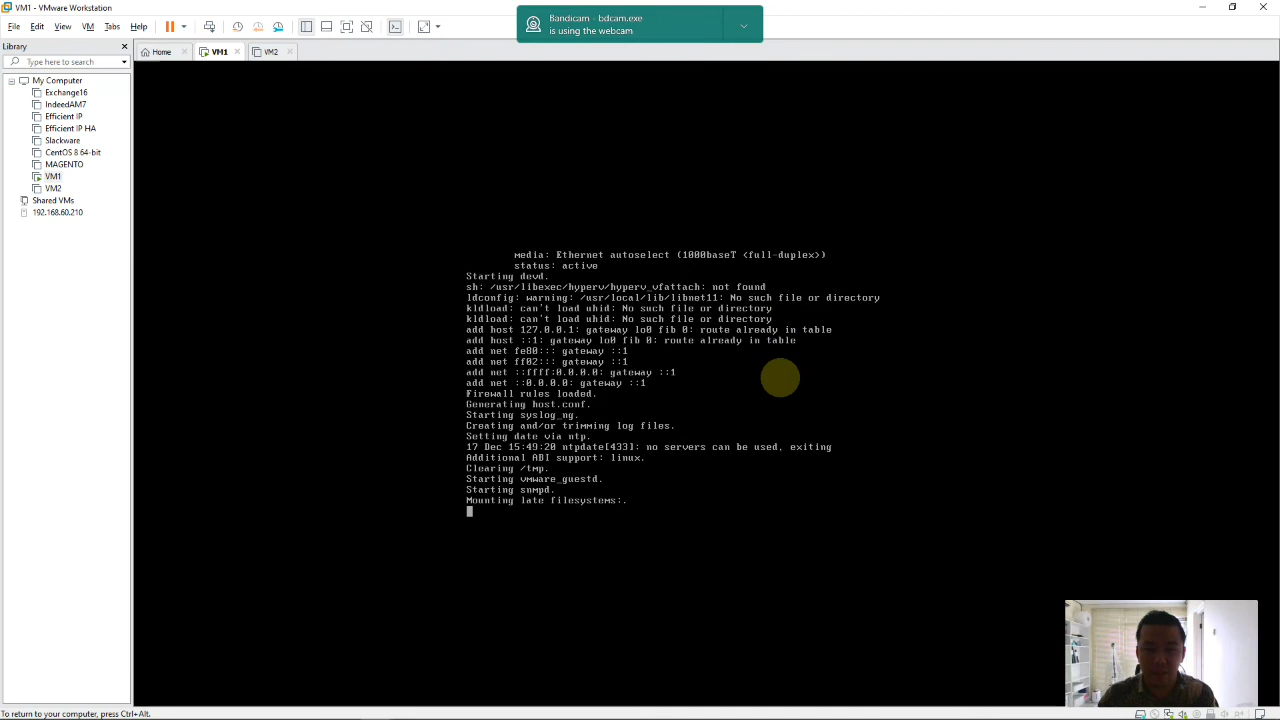 VM1 - VMware Workstation
Bandicam - bdcam.exe
is using the webcam
File Edit View VM Tabs Help
Library
Home VM1 VM2
Type here to search
My Computer
Exchange16
IndeedAM7
Efficient IP
Efficient IP HA
Slackware
CentOS 8 64-bit
MAGENTO
VM1
VM2
Shared VMs
192.168.60.210
media: Ethernet autoselect (1000baseT <full-duplex>)
status: active
Starting devd.
sh: /usr/libexec/hyperv/hyperv_vfattach: not found
ldconfig: warning: /usr/local/lib/libnet11: No such file or directory
kldload: can't load uhid: No such file or directory
kldload: can't load uhid: No such file or directory
add host 127.0.0.1: gateway lo0 fib 0: route already in table
add host ::1: gateway lo0 fib 0: route already in table
add net fe80::: gateway ::1
add net ff02::: gateway ::1
add net ::ffff:0.0.0.0: gateway ::1
add net ::0.0.0.0: gateway ::1
Firewall rules loaded.
Generating host.conf.
Starting syslog_ng.
Creating and/or trimming log files.
Setting date via ntp.
17 Dec 15:49:20 ntpdate[433]: no servers can be used, exiting
Additional ABI support: linux.
Clearing /tmp.
Starting vmware_guestd.
Starting snmpd.
Mounting late filesystems:.
To return to your computer, press Ctrl+Alt.